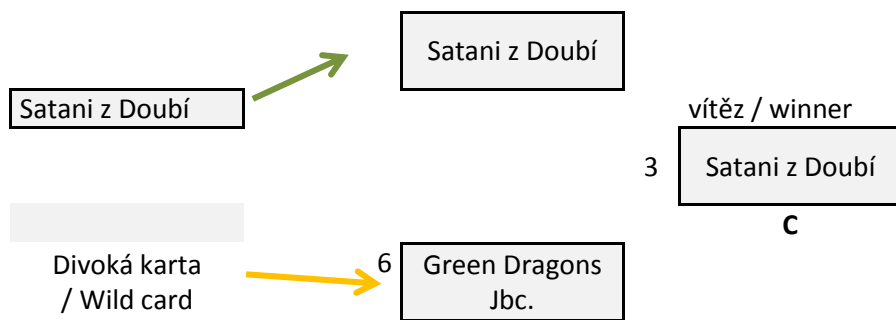 Satani z Doubí
Satani z Doubí
vítěz / winner
3
Satani z Doubí
C
Divoká karta
/ Wild card
6
Green Dragons
Jbc.